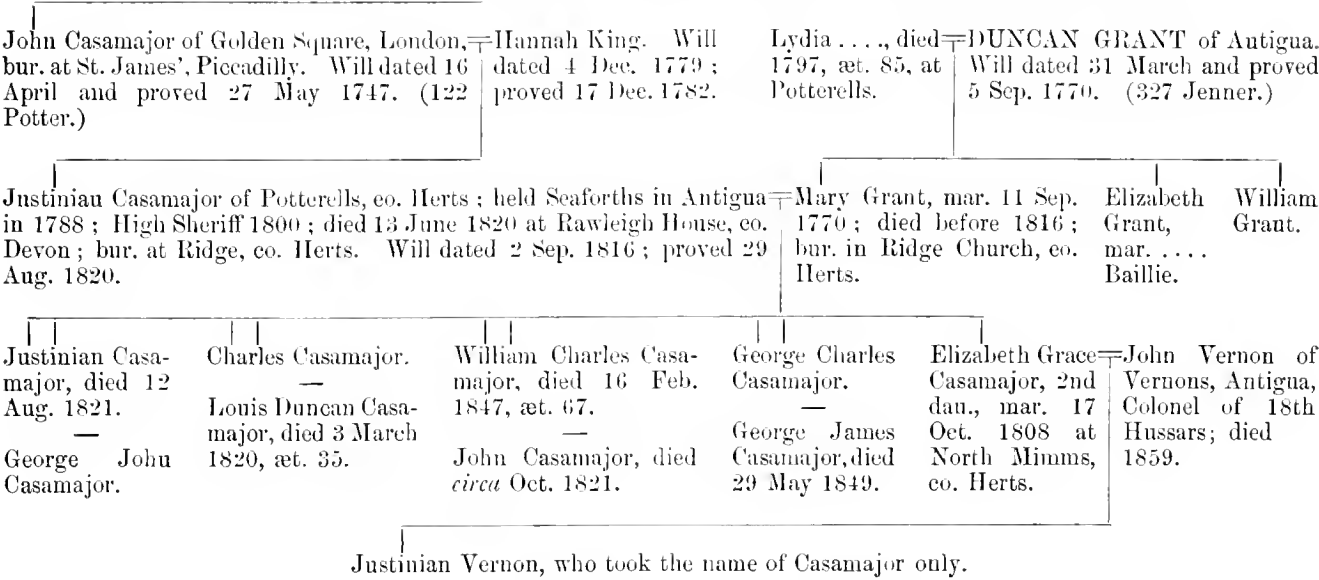 John Casamajor of Golden Square, London,
bur. at St. James', Piccadilly. Will dated 16
April and proved 27 May 1747. (122
Potter.)
Hannah King. Will
dated 4 Dec. 1779 ;
proved 17 Dec. 1782.
Lydia . . . ., died
1797, æt. 85, at
Potterells.
DUNCAN GRANT of Antigua.
Will dated 31 March and proved
5 Sep. 1770. (327 Jenner.)
Justinian Casamajor of Potterells, co. Herts ; held Seaforths in Antigua
in 1788 ; High Sheriff 1800 ; died 13 June 1820 at Rawleigh House, co.
Devon ; bur. at Ridge, co. Herts. Will dated 2 Sep. 1816 ; proved 29
Aug. 1820.
Mary Grant, mar. 11 Sep.
1770 ; died before 1816 ;
bur. in Ridge Church, co.
Herts.
Elizabeth
Grant,
mar. . . . .
Baillie.
William
Grant.
Justinian Casa-
major, died 12
Aug. 1821.
—
George John
Casamajor.
Charles Casamajor.
—
Louis Duncan Casa-
major, died 3 March
1820, æt. 35.
William Charles Casa-
major, died 16 Feb.
1847, æt. 67.
—
John Casamajor, died
circa Oct. 1821.
George Charles
Casamajor.
—
George James
Casamajor, died
29 May 1849.
Elizabeth Grace
Casamajor, 2nd
dau., mar. 17
Oct. 1808 at
North Mimms,
co. Herts.
John Vernon of
Vernons, Antigua,
Colonel of 18th
Hussars; died
1859.
Justinian Vernon, who took the name of Casamajor only.